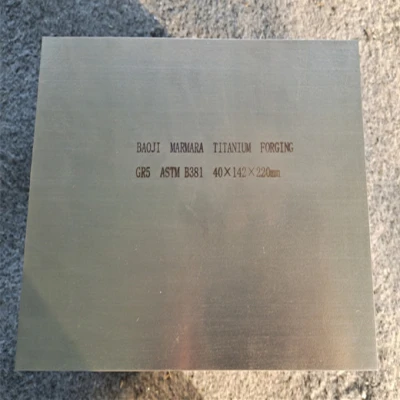 BAOJI MARMARA TITANIUM FORGING
GR5 ASTM B381 40×142×220mm